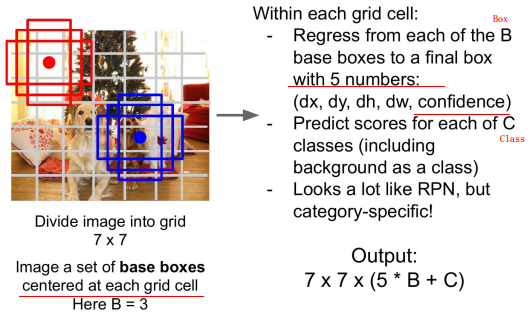 Within each grid cell:
Box
- Regress from each of the B
base boxes to a final box
with 5 numbers:
(dx, dy, dh, dw, confidence)
- Predict scores for each of C
Class
classes (including
background as a class)
- Looks a lot like RPN, but
category-specific!
Divide image into grid
7 x 7
Image a set of base boxes
centered at each grid cell
Here B = 3
Output:
7 x 7 x (5 * B + C)